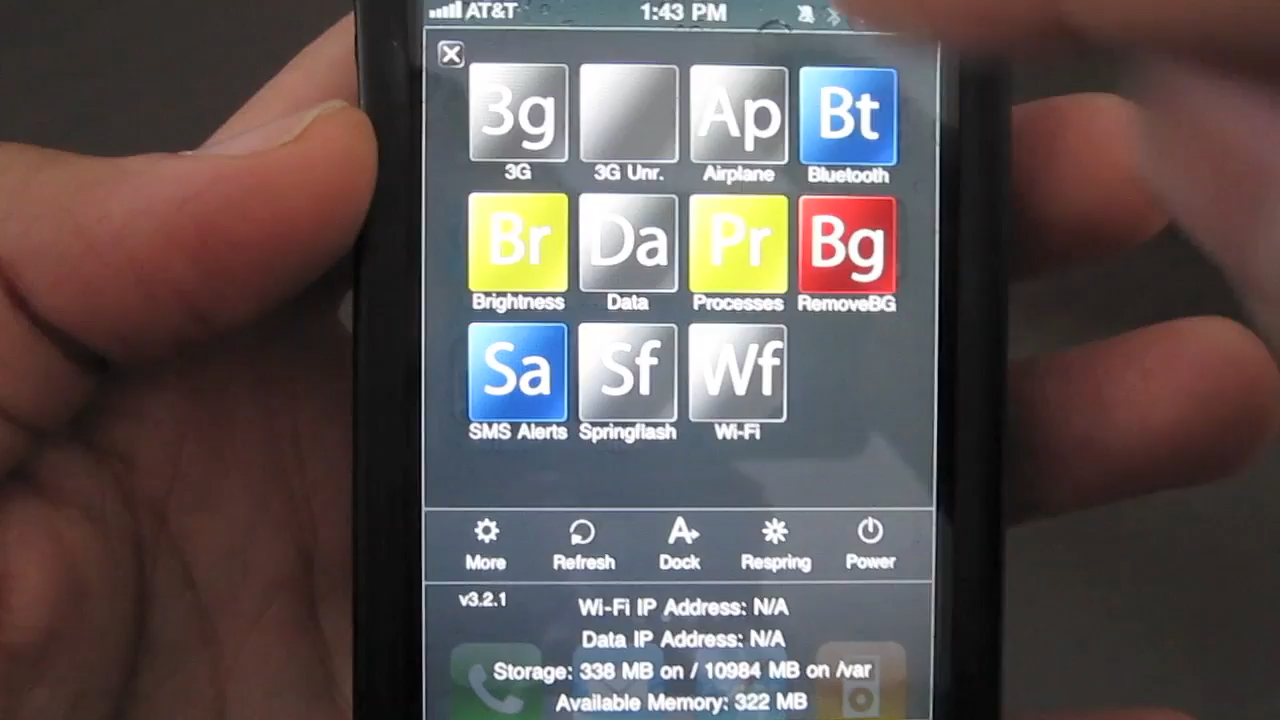 AT&T 1:43 PM
3g Ap Bt
3G 3G Unr. Airplane Bluetooth
Br Da Pr Bg
Brightness Data Processes RemoveBG
Sa Sf Wf
SMS Alerts Springflash Wi-Fi
More Refresh Dock Respring Power
v3.2.1
Wi-Fi IP Address: N/A
Data IP Address: N/A
Storage: 338 MB on / 10984 MB on /var
Available Memory: 322 MB